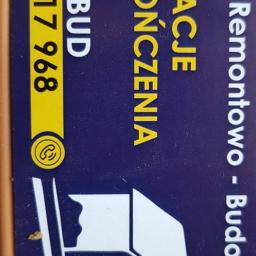 Remontowo - Budo
ACJE
OŃCZENIA
BUD
17 968